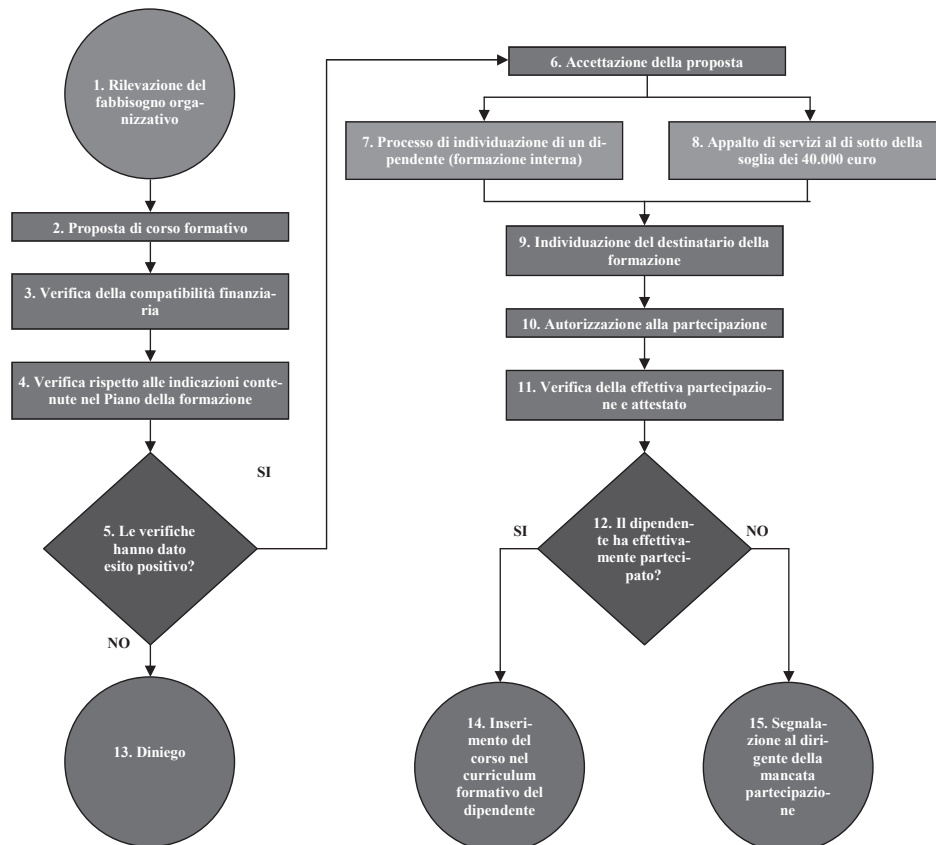 1. Rilevazione del
fabbisogno orga-
nizzativo
2. Proposta di corso formativo
3. Verifica della compatibilità finanzia-
ria
4. Verifica rispetto alle indicazioni conte-
nute nel Piano della formazione
SI
5. Le verifiche
hanno dato
esito positivo?
NO
13. Diniego
6. Accettazione della proposta
7. Processo di individuazione di un di-
pendente (formazione interna)
8. Appalto di servizi al di sotto della
soglia dei 40.000 euro
9. Individuazione del destinatario della
formazione
10. Autorizzazione alla partecipazione
11. Verifica della effettiva partecipazio-
ne e attestato
SI
12. Il dipenden-
te ha effettiva-
mente parteci-
pato?
NO
14. Inseri-
mento del
corso nel
curriculum
formativo del
dipendente
15. Segnala-
zione al diri-
gente della
mancata
partecipazio-
ne